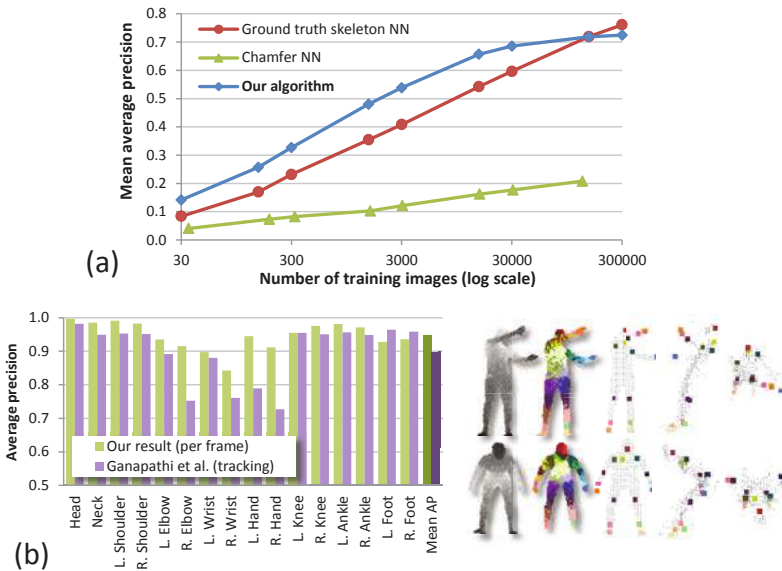 0.8
0.7
0.6
0.5
0.4
0.3
0.2
0.1
0.0
Mean average precision
Ground truth skeleton NN
Chamfer NN
Our algorithm
30 300 3000 30000 300000
Number of training images (log scale)
(a)
1.0
0.9
0.8
0.7
0.6
0.5
Average precision
Our result (per frame)
Ganapathi et al. (tracking)
Head
Neck
L. Shoulder
R. Shoulder
L. Elbow
R. Elbow
L. Wrist
R. Wrist
L. Hand
R. Hand
L. Knee
R. Knee
L. Ankle
R. Ankle
L. Foot
R. Foot
Mean AP
(b)